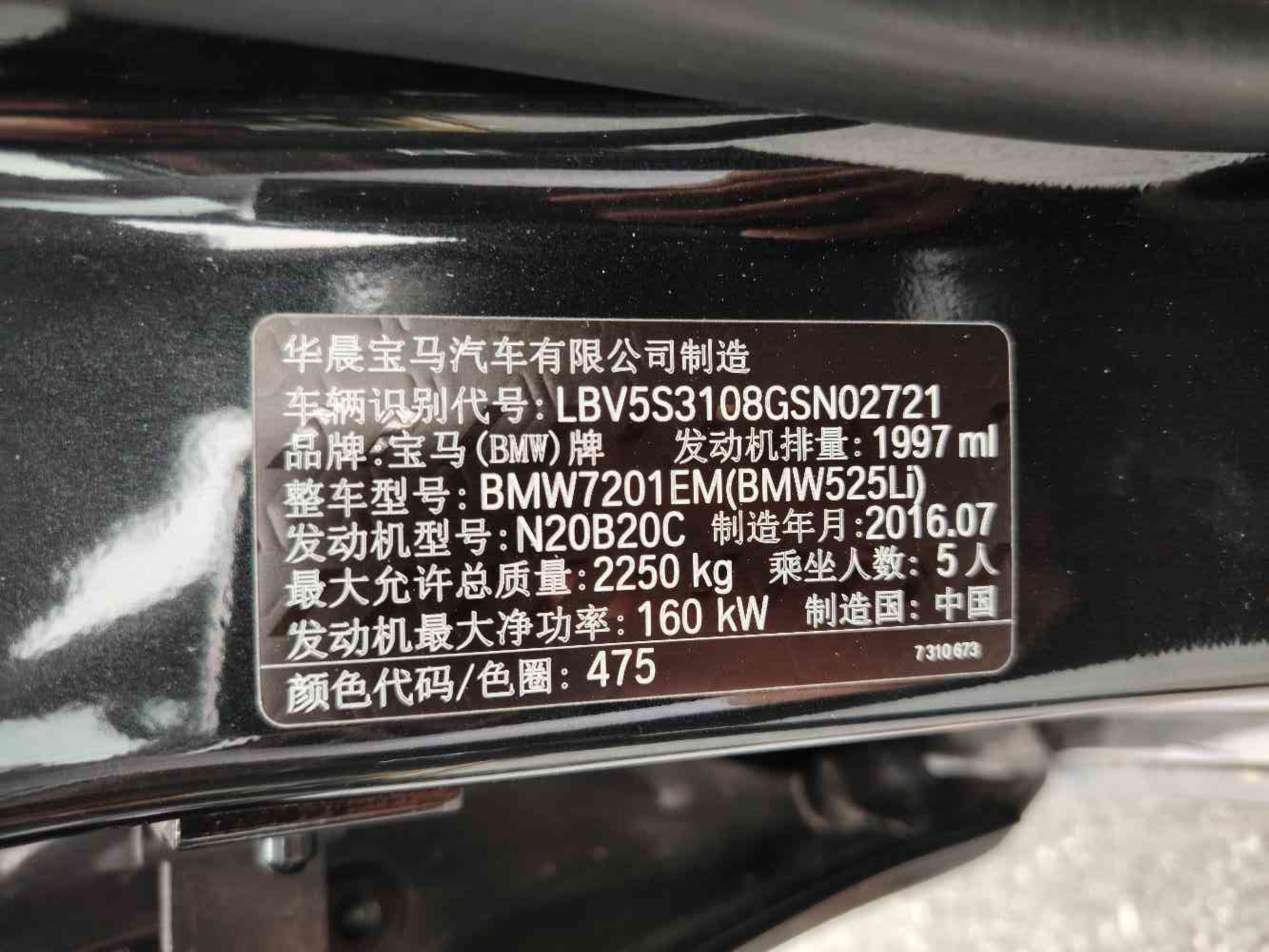 华晨宝马汽车有限公司制造
车辆识别代号: LBV5S3108GSN02721
品牌:宝马(BMW)牌 发动机排量: 1997 ml
整车型号: BMW7201EM(BMW525Li)
发动机型号: N20B20C 制造年月:2016.07
最大允许总质量: 2250 kg 乘坐人数: 5人
发动机最大净功率: 160 kW 制造国: 中国
颜色代码/色圈: 475 7 310 673